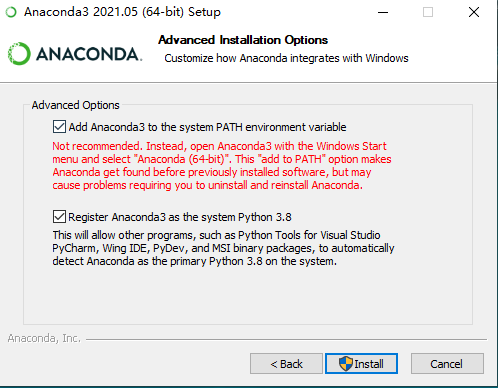 Anaconda3 2021.05 (64-bit) Setup
ANACONDA.
Advanced Installation Options
Customize how Anaconda integrates with Windows
Advanced Options
Add Anaconda3 to the system PATH environment variable
Not recommended. Instead, open Anaconda3 with the Windows Start
menu and select "Anaconda (64-bit)". This "add to PATH" option makes
Anaconda get found before previously installed software, but may
cause problems requiring you to uninstall and reinstall Anaconda.
Register Anaconda3 as the system Python 3.8
This will allow other programs, such as Python Tools for Visual Studio
PyCharm, Wing IDE, PyDev, and MSI binary packages, to automatically
detect Anaconda as the primary Python 3.8 on the system.
Anaconda, Inc.
< Back
Install
Cancel